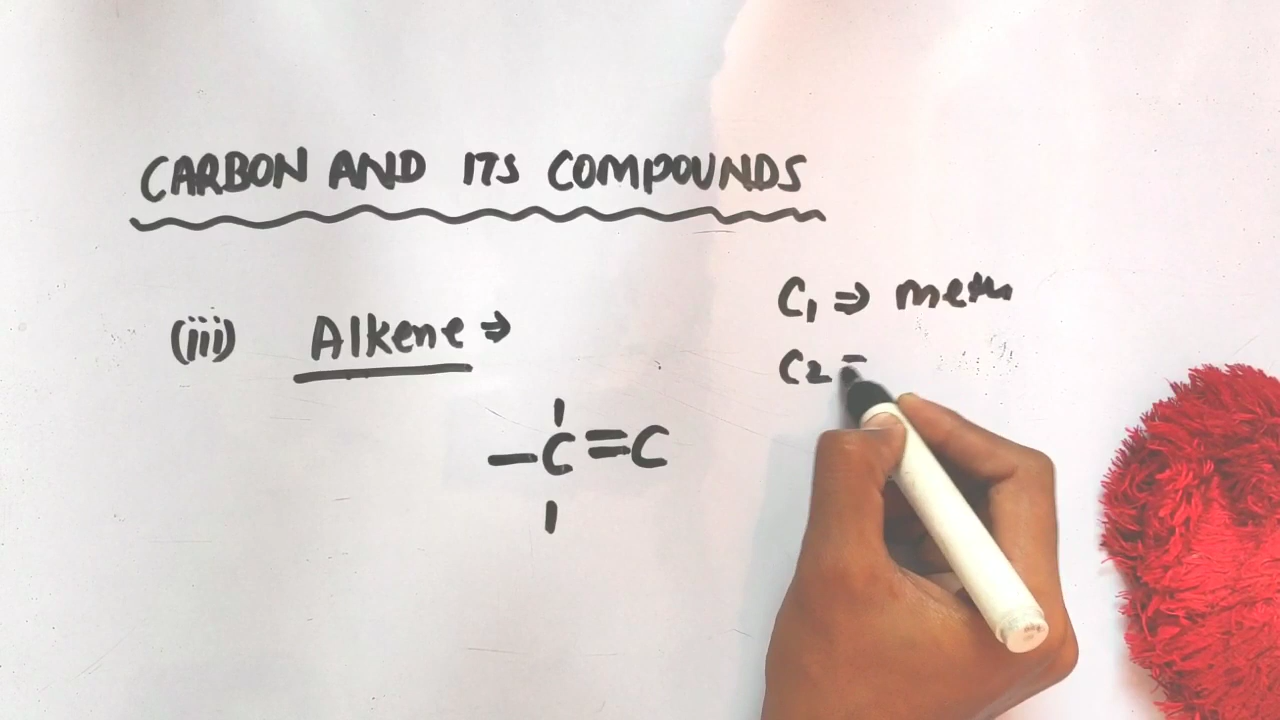 CARBON AND ITS COMPOUNDS
(iii) Alkene ⇒
C₁ ⇒ meth
C₂ =
–C=C